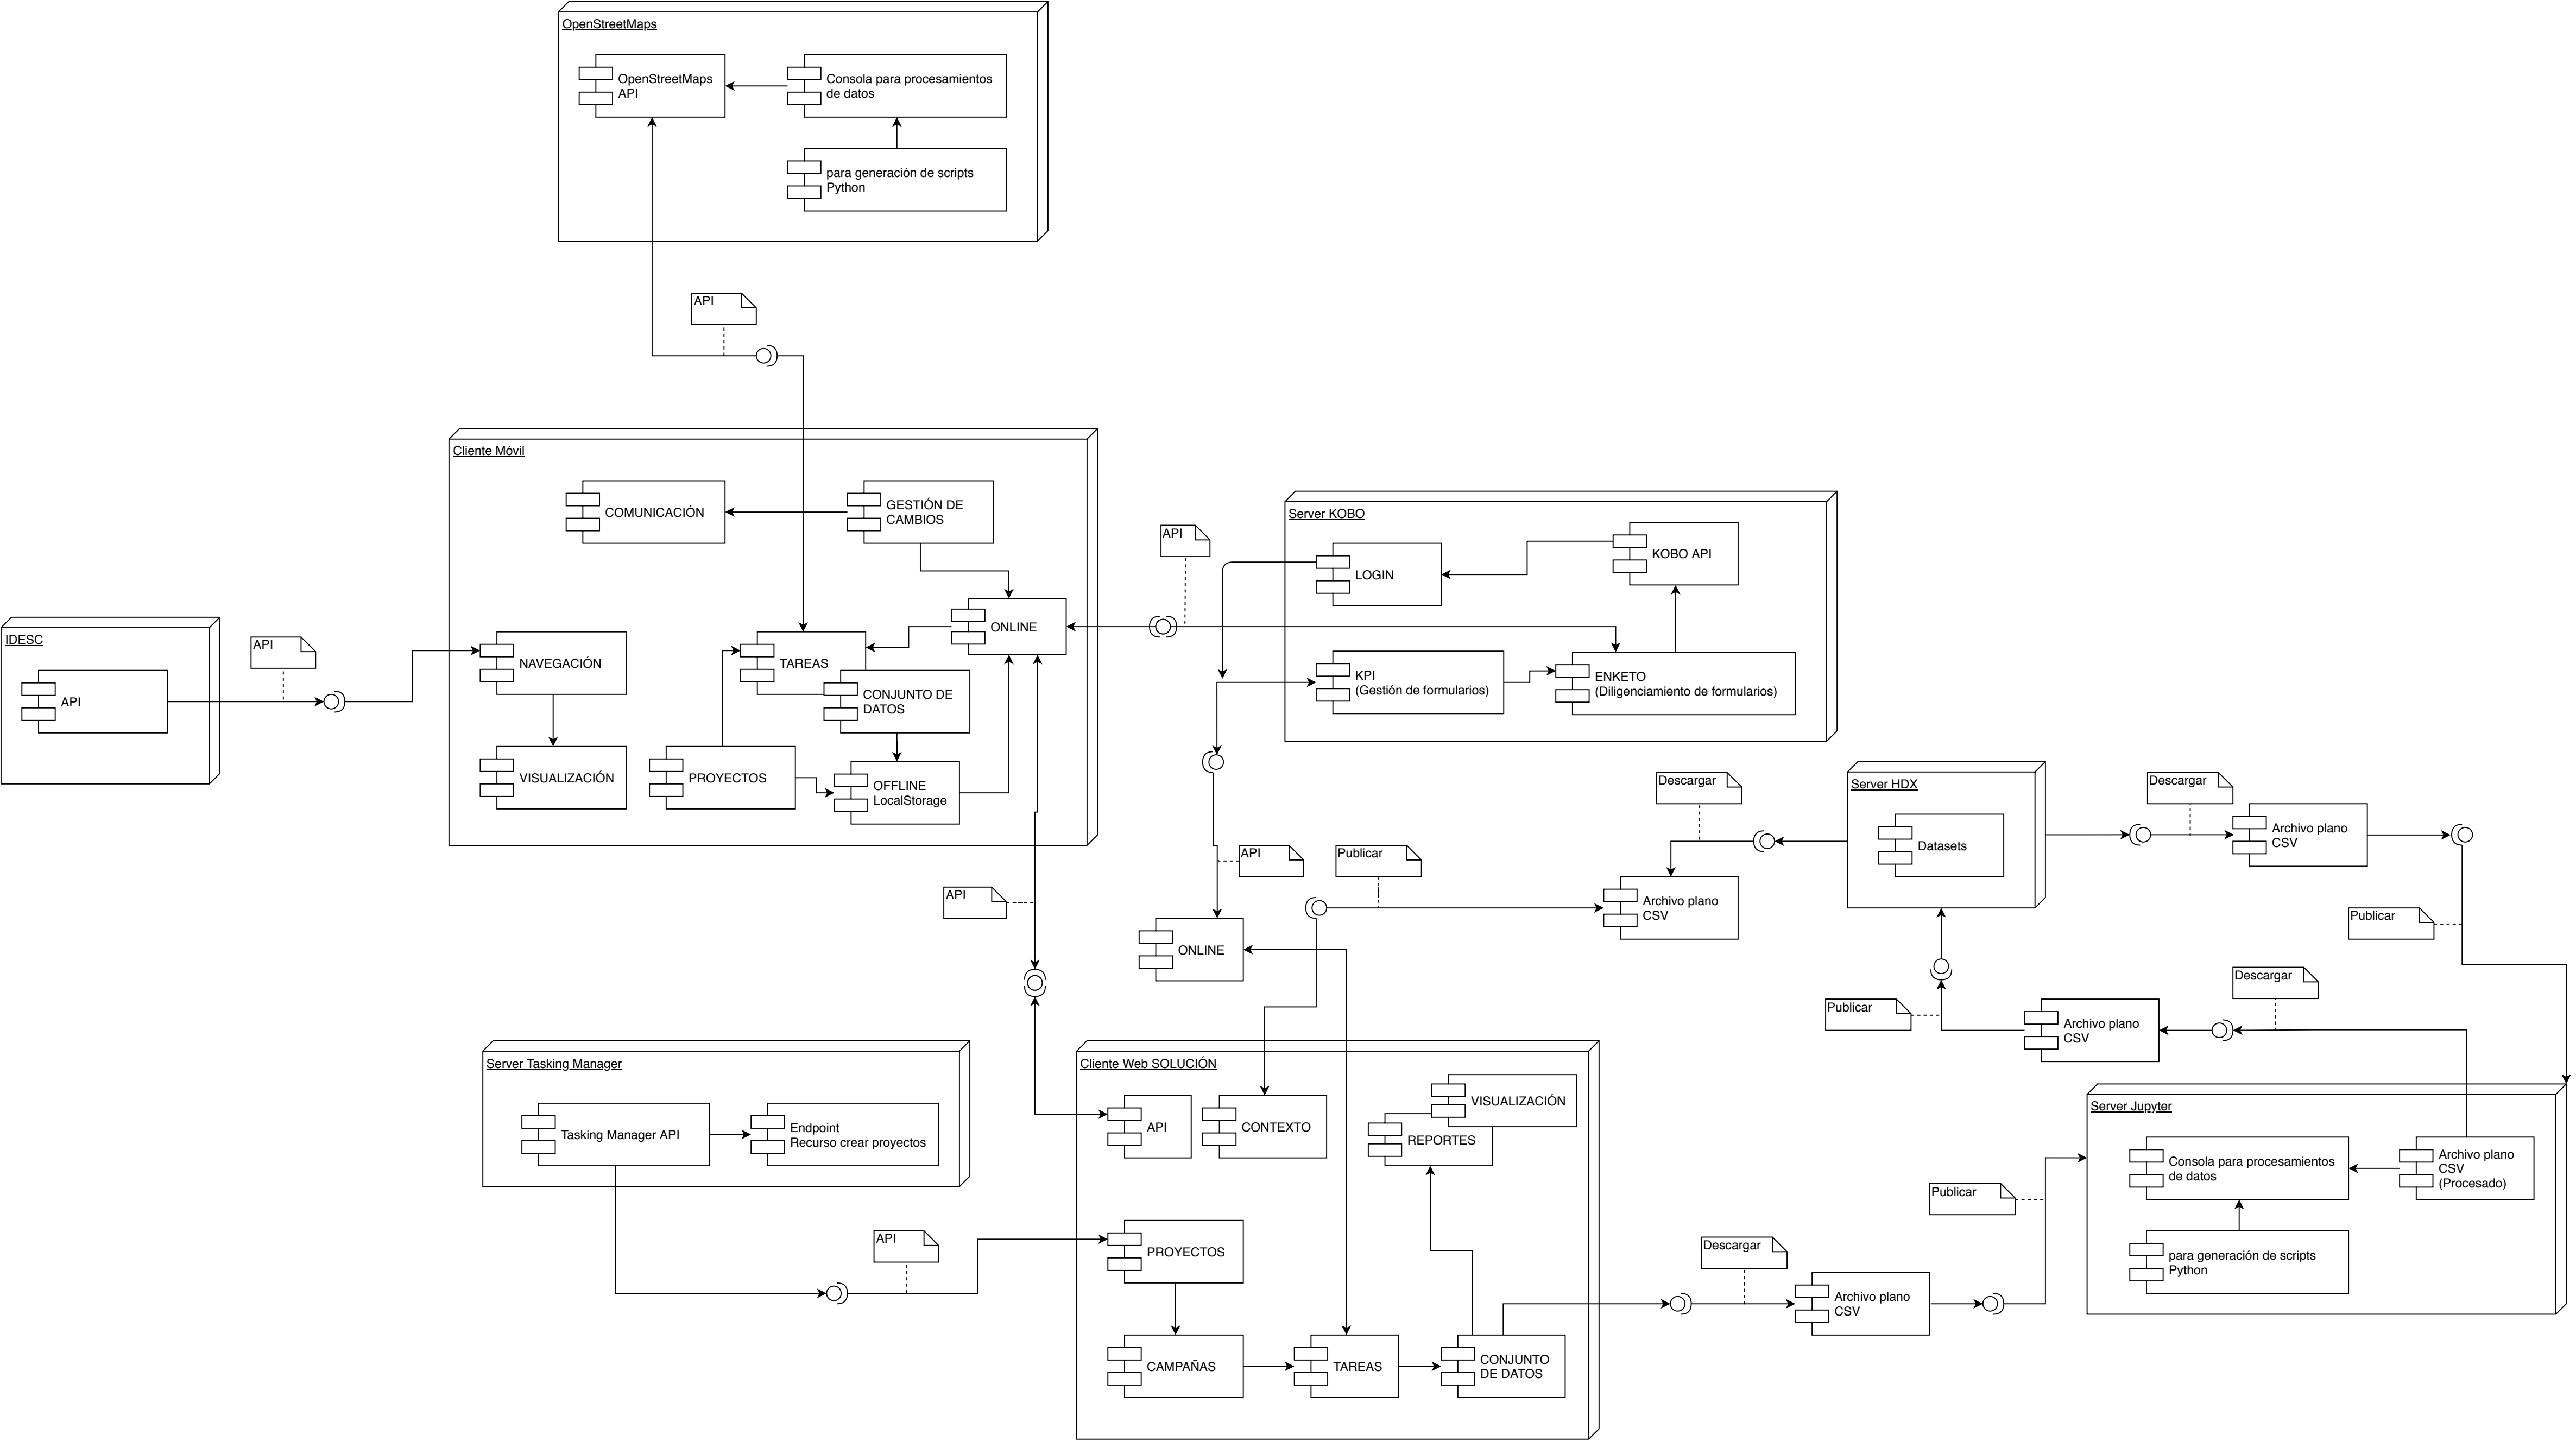 OpenStreetMaps
OpenStreetMaps
API
Consola para procesamientos
de datos
para generación de scripts
Python
API
Cliente Móvil
COMUNICACIÓN
GESTIÓN DE
CAMBIOS
ONLINE
NAVEGACIÓN
TAREAS
CONJUNTO DE
DATOS
VISUALIZACIÓN
PROYECTOS
OFFLINE
LocalStorage
IDESC
API
API
API
Server KOBO
LOGIN
KOBO API
KPI
(Gestión de formularios)
ENKETO
(Diligenciamiento de formularios)
API
API
Publicar
ONLINE
Descargar
Archivo plano
CSV
Server HDX
Datasets
Descargar
Archivo plano
CSV
Publicar
Publicar
Archivo plano
CSV
Descargar
Server Tasking Manager
Tasking Manager API
Endpoint
Recurso crear proyectos
API
Cliente Web SOLUCIÓN
API
CONTEXTO
VISUALIZACIÓN
REPORTES
PROYECTOS
CAMPAÑAS
TAREAS
CONJUNTO
DE DATOS
Descargar
Archivo plano
CSV
Publicar
Server Jupyter
Consola para procesamientos
de datos
Archivo plano
CSV
(Procesado)
para generación de scripts
Python